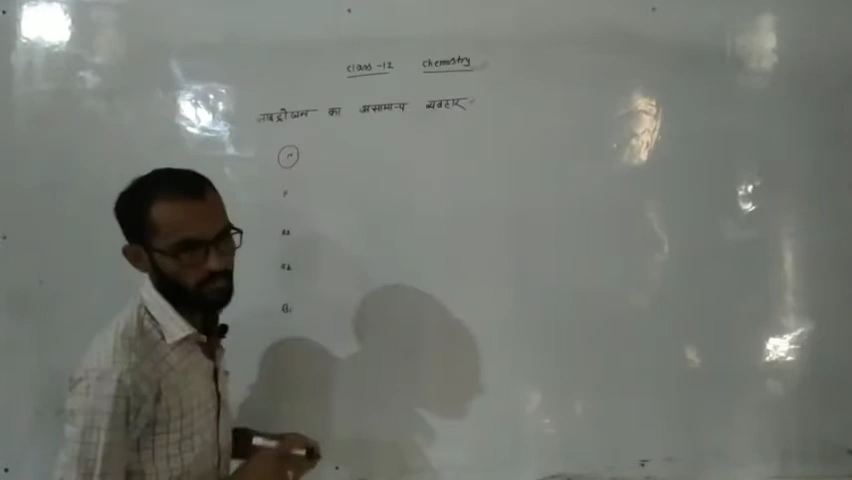 class-12 chemistry
नाइट्रोजन का असामान्य व्यवहार
N
P
As
Sb
Bi